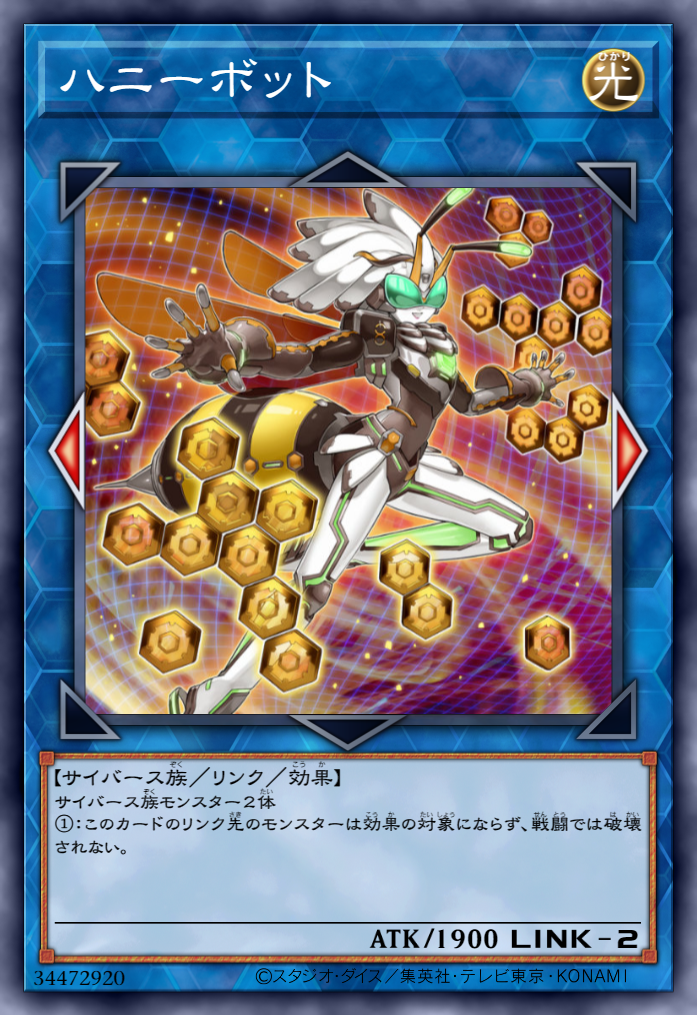 ハニーボット
光
【サイバース族／リンク／効果】
サイバース族モンスター２体
①：このカードのリンク先のモンスターは効果の対象にならず、戦闘では破壊
されない。
ATK/1900 LINK-2
34472920 ©スタジオ・ダイス／集英社・テレビ東京・KONAMI